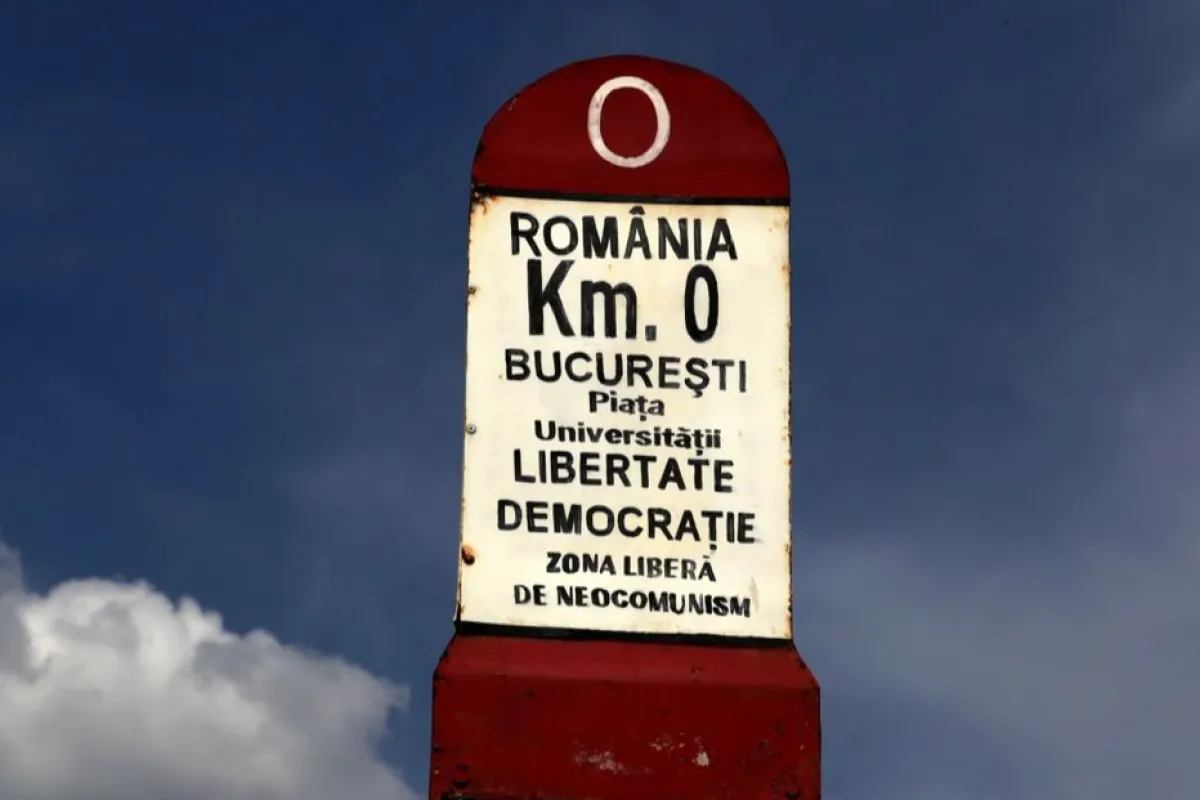 O
ROMÂNIA
Km. 0
BUCUREŞTI
Piaţa
Universităţii
LIBERTATE
DEMOCRAŢIE
ZONA LIBERĂ
DE NEOCOMUNISM